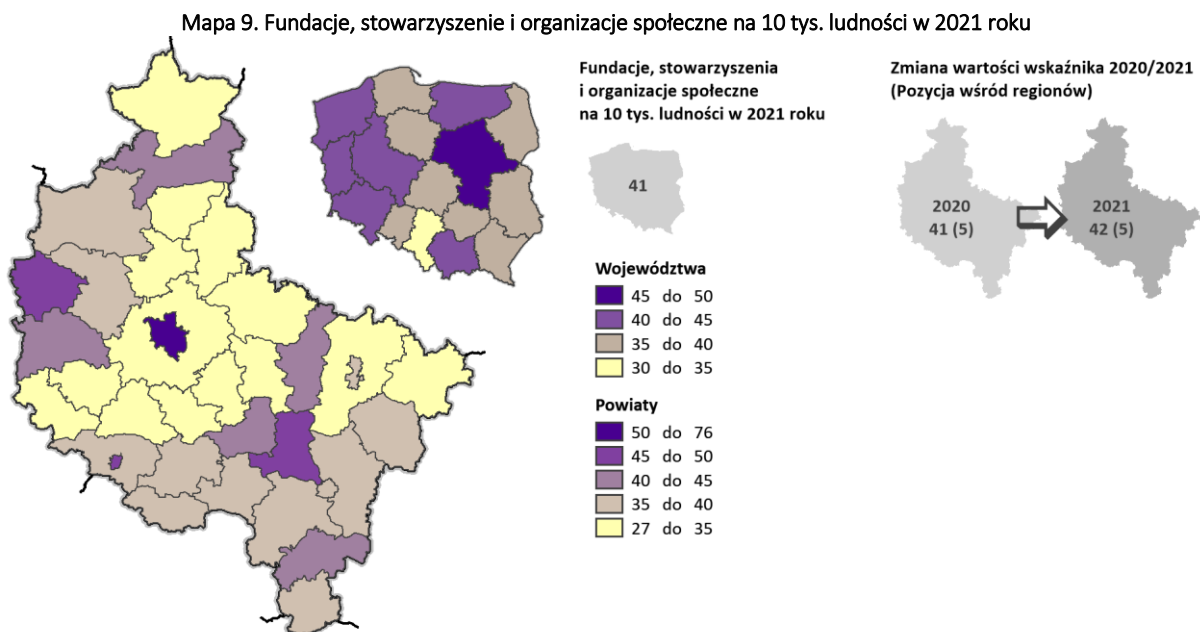 Mapa 9. Fundacje, stowarzyszenie i organizacje społeczne na 10 tys. ludności w 2021 roku
Fundacje, stowarzyszenia
i organizacje społeczne
na 10 tys. ludności w 2021 roku
41
Zmiana wartości wskaźnika 2020/2021
(Pozycja wśród regionów)
2020
41 (5)
2021
42 (5)
Województwa
45 do 50
40 do 45
35 do 40
30 do 35
Powiaty
50 do 76
45 do 50
40 do 45
35 do 40
27 do 35